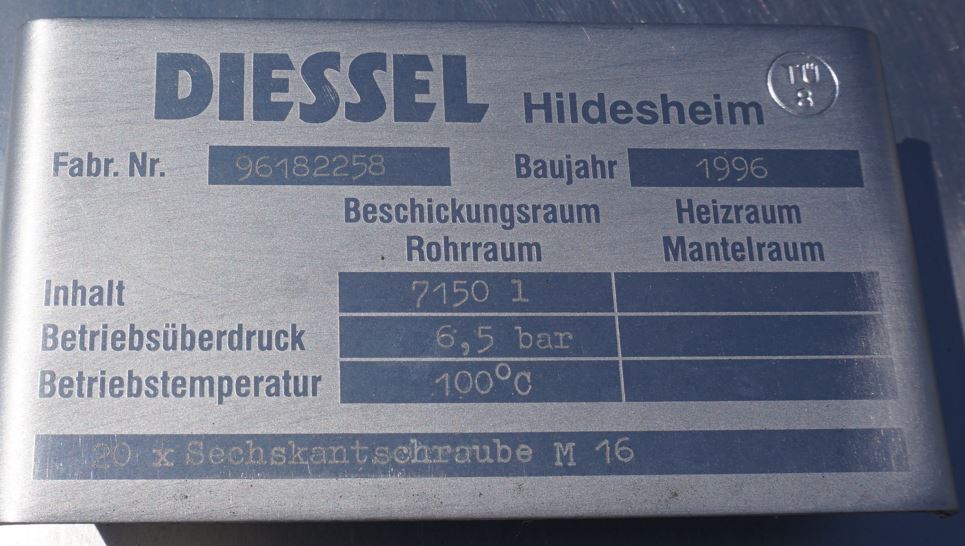 DIESSEL Hildesheim
TÜ
8
Fabr. Nr. 96182258 Baujahr 1996
Beschickungsraum Heizraum
Rohrraum Mantelraum
Inhalt 7150 l
Betriebsüberdruck 6,5 bar
Betriebstemperatur 100°C
20 x Sechskantschraube M 16